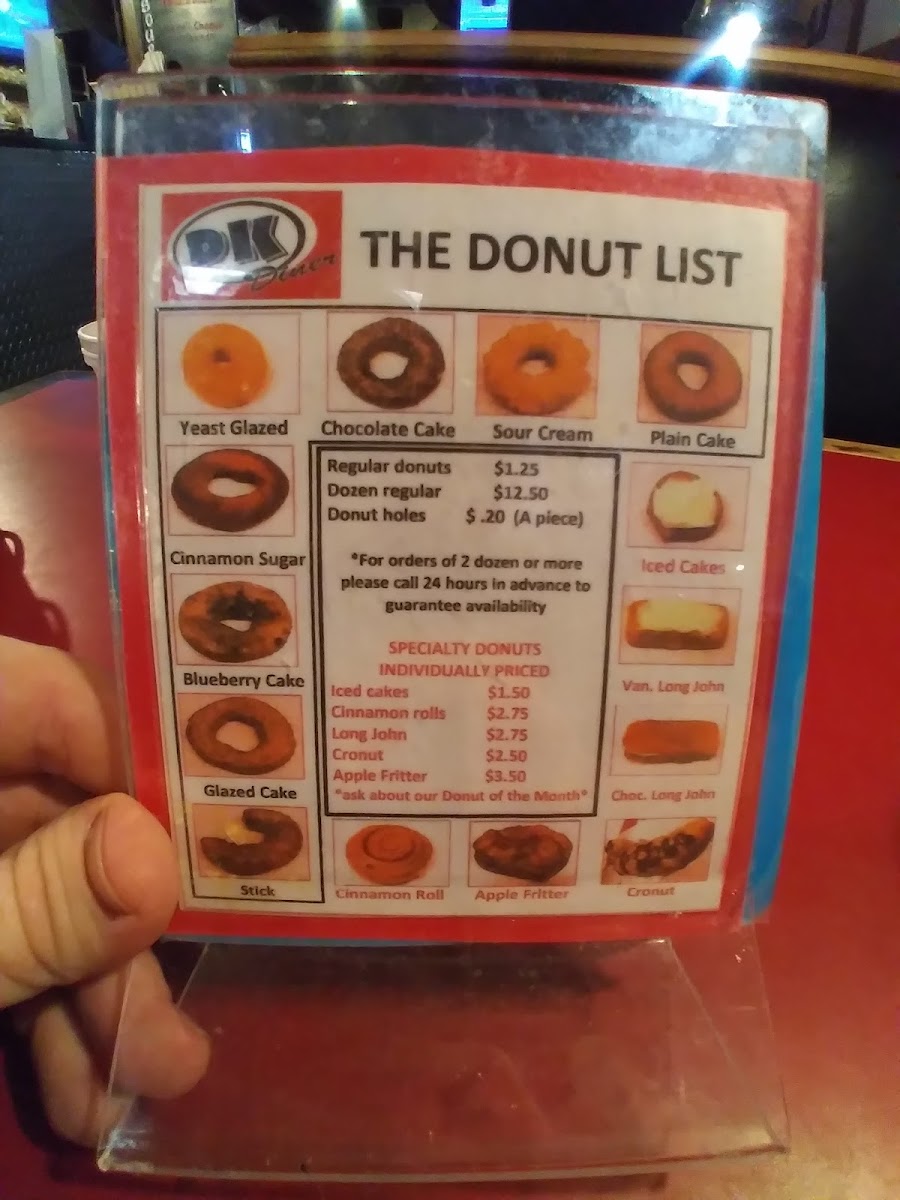 DK
Diner
THE DONUT LIST
Yeast Glazed
Chocolate Cake
Sour Cream
Plain Cake
Cinnamon Sugar
Blueberry Cake
Glazed Cake
Stick
Regular donuts $1.25
Dozen regular $12.50
Donut holes $ .20 (A piece)
*For orders of 2 dozen or more
please call 24 hours in advance to
guarantee availability
SPECIALTY DONUTS
INDIVIDUALLY PRICED
Iced cakes $1.50
Cinnamon rolls $2.75
Long John $2.75
Cronut $2.50
Apple Fritter $3.50
*ask about our Donut of the Month*
Iced Cakes
Van. Long John
Choc. Long John
Cinnamon Roll
Apple Fritter
Cronut